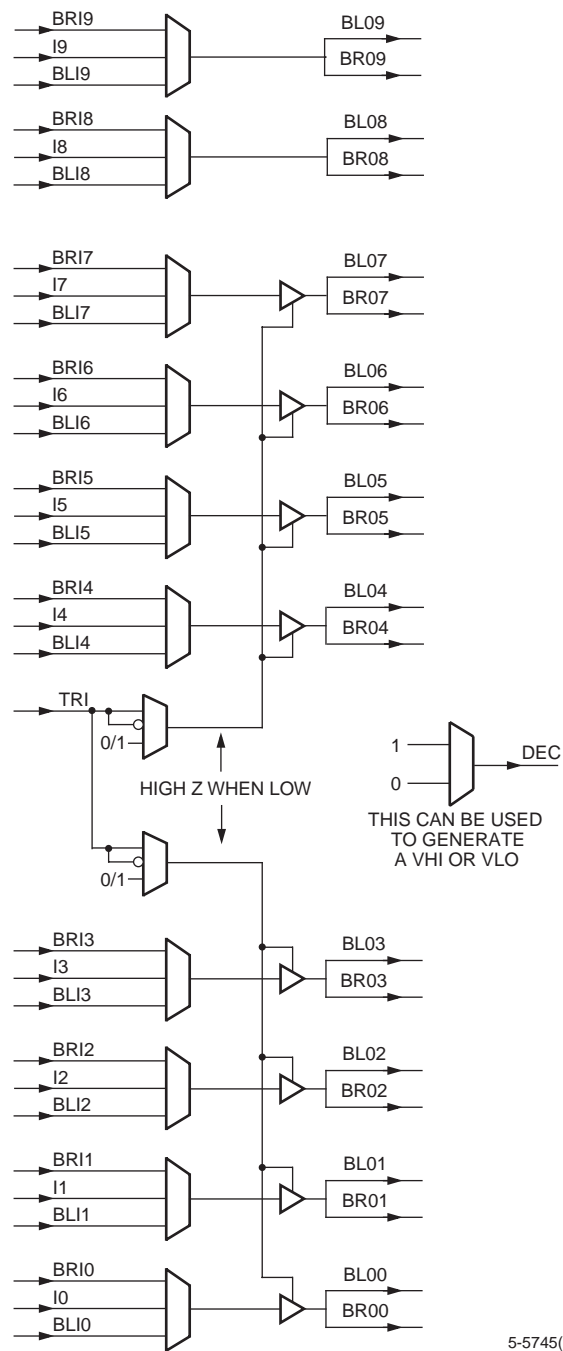 BRI9
I9
BLI9
BL09
BR09
BRI8
I8
BLI8
BL08
BR08
BRI7
I7
BLI7
BL07
BR07
BRI6
I6
BLI6
BL06
BR06
BRI5
I5
BLI5
BL05
BR05
BRI4
I4
BLI4
BL04
BR04
TRI
0/1
HIGH Z WHEN LOW
0/1
1
0
DEC
THIS CAN BE USED
TO GENERATE
A VHI OR VLO
BRI3
I3
BLI3
BL03
BR03
BRI2
I2
BLI2
BL02
BR02
BRI1
I1
BLI1
BL01
BR01
BRI0
I0
BLI0
BL00
BR00
5-5745(